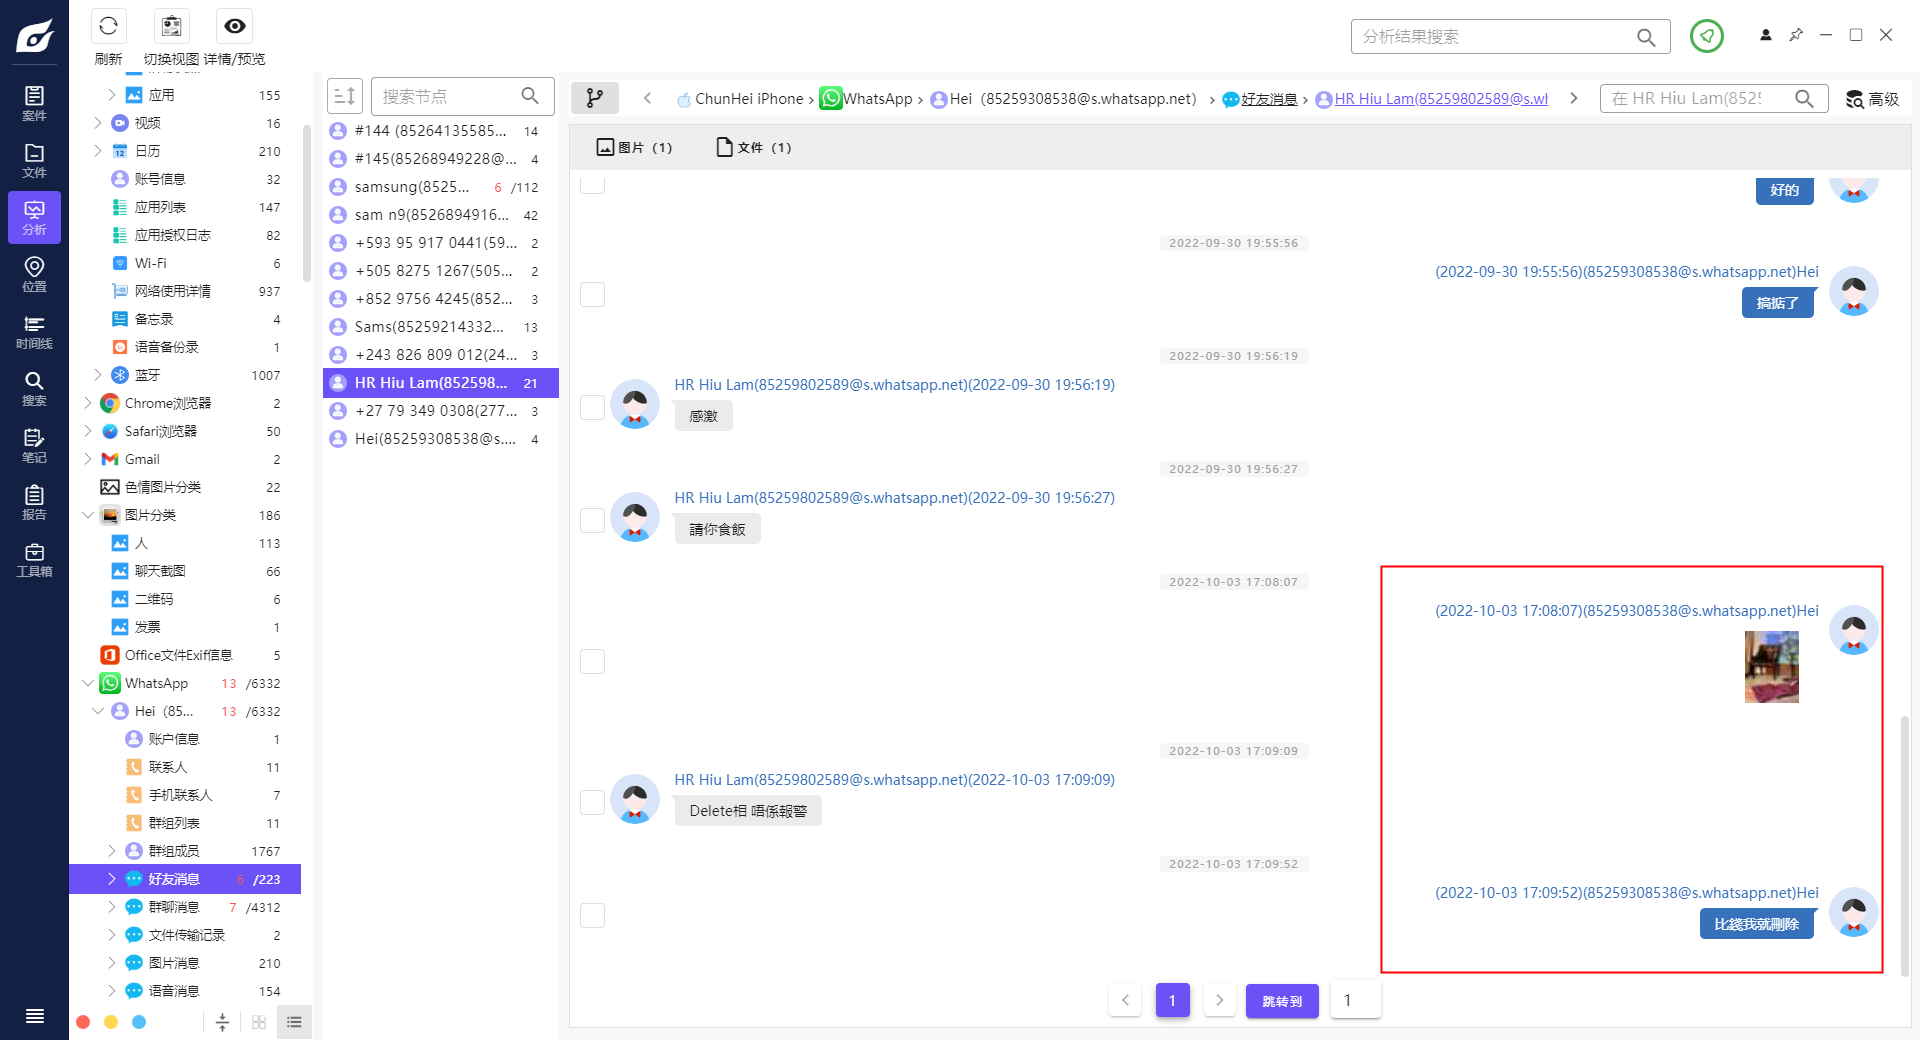 刷新
切换视图
详情/预览
分析结果搜索
案件
文件
分析
位置
时间线
搜索
笔记
报告
工具箱
应用 155
视频 16
日历 210
账号信息 32
应用列表 147
应用授权日志 82
Wi-Fi 6
网络使用详情 937
备忘录 4
语音备份录 1
蓝牙 1007
Chrome浏览器 2
Safari浏览器 50
Gmail 2
色情图片分类 22
图片分类 186
人 113
聊天截图 66
二维码 6
发票 1
Office文件Exif信息 5
WhatsApp 13 /6332
Hei（85... 13 /6332
账户信息 1
联系人 11
手机联系人 7
群组列表 11
群组成员 1767
好友消息 6 /223
群聊消息 7 /4312
文件传输记录 2
图片消息 210
语音消息 154
搜索节点
#144 (85264135585... 14
#145(85268949228@... 4
samsung(8525... 6 /112
sam n9(8526894916... 42
+593 95 917 0441(59... 2
+505 8275 1267(505... 2
+852 9756 4245(852... 3
Sams(85259214332... 13
+243 826 809 012(24... 3
HR Hiu Lam(852598... 21
+27 79 349 0308(277... 3
Hei(85259308538@s.... 4
ChunHei iPhone › WhatsApp › Hei（85259308538@s.whatsapp.net） › 好友消息 › HR Hiu Lam(85259802589@s.wh
在 HR Hiu Lam(8525
高级
图片（1）
文件（1）
好的
2022-09-30 19:55:56
(2022-09-30 19:55:56)(85259308538@s.whatsapp.net)Hei
搞掂了
2022-09-30 19:56:19
HR Hiu Lam(85259802589@s.whatsapp.net)(2022-09-30 19:56:19)
感激
2022-09-30 19:56:27
HR Hiu Lam(85259802589@s.whatsapp.net)(2022-09-30 19:56:27)
請你食飯
2022-10-03 17:08:07
(2022-10-03 17:08:07)(85259308538@s.whatsapp.net)Hei
2022-10-03 17:09:09
HR Hiu Lam(85259802589@s.whatsapp.net)(2022-10-03 17:09:09)
Delete相 唔係報警
2022-10-03 17:09:52
(2022-10-03 17:09:52)(85259308538@s.whatsapp.net)Hei
比錢我就刪除
1
跳转到
1